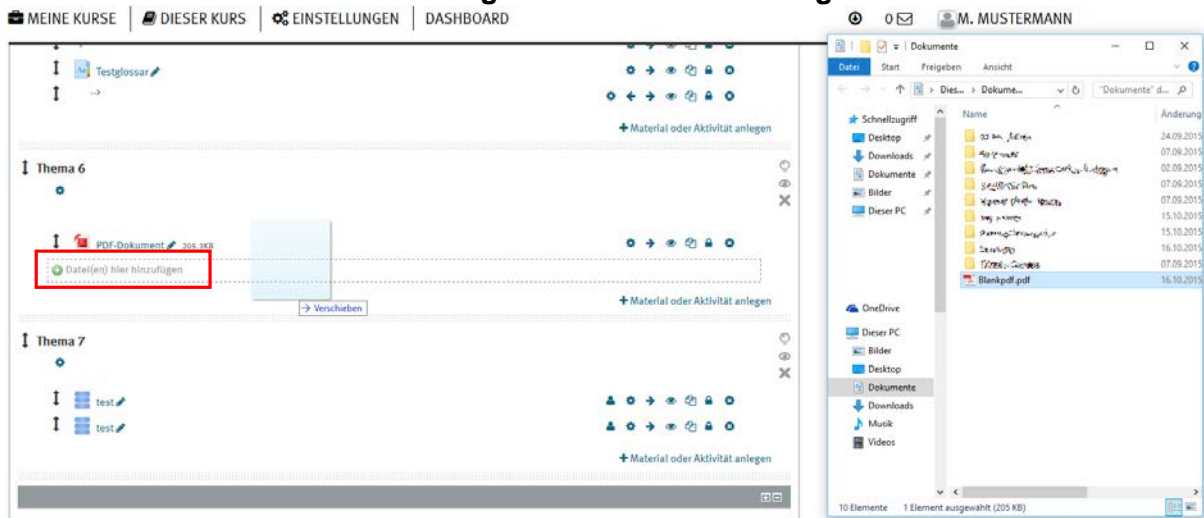 MEINE KURSE DIESER KURS EINSTELLUNGEN DASHBOARD 0 M. MUSTERMANN
Testglossar
Material oder Aktivität anlegen
Thema 6
PDF-Dokument 205.3KB
Datei(en) hier hinzufügen
Verschieben
Material oder Aktivität anlegen
Thema 7
test
test
Material oder Aktivität anlegen
Dokumente
Datei Start Freigeben Ansicht
Dies... Dokume... "Dokumente" d...
Name Änderung
Schnellzugriff
Desktop
Downloads
Dokumente
Bilder
Dieser PC
OneDrive
Dieser PC
Bilder
Desktop
Dokumente
Downloads
Musik
Videos
24.09.2015
07.09.2015
02.09.2015
07.09.2015
07.09.2015
15.10.2015
15.10.2015
16.10.2015
07.09.2015
Blankpdf.pdf 16.10.2015
10 Elemente 1 Element ausgewählt (205 KB)